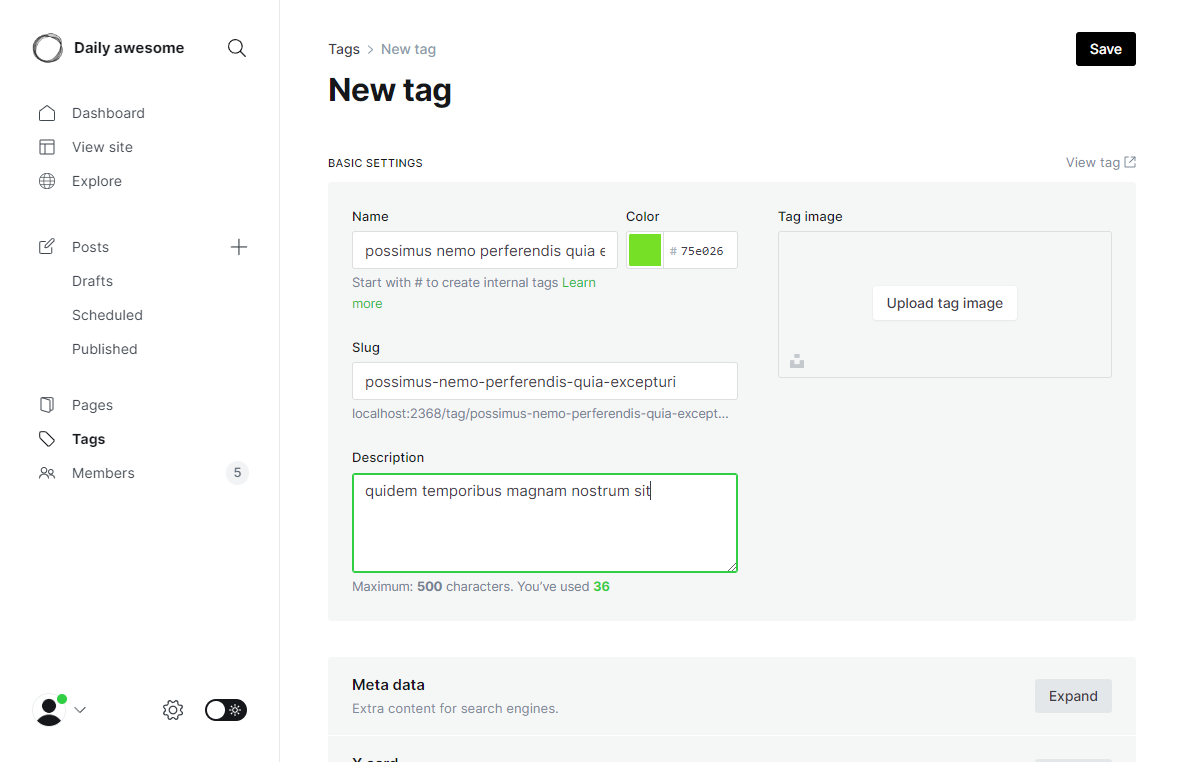 Daily awesome
Dashboard
View site
Explore
Posts
Drafts
Scheduled
Published
Pages
Tags
Members 5
Tags > New tag
Save
New tag
BASIC SETTINGS
View tag
Name
possimus nemo perferendis quia e
Start with # to create internal tags Learn
more
Color
# 75e026
Slug
possimus-nemo-perferendis-quia-excepturi
localhost:2368/tag/possimus-nemo-perferendis-quia-except...
Description
quidem temporibus magnam nostrum sit
Maximum: 500 characters. You’ve used 36
Tag image
Upload tag image
Meta data
Extra content for search engines.
Expand
X card